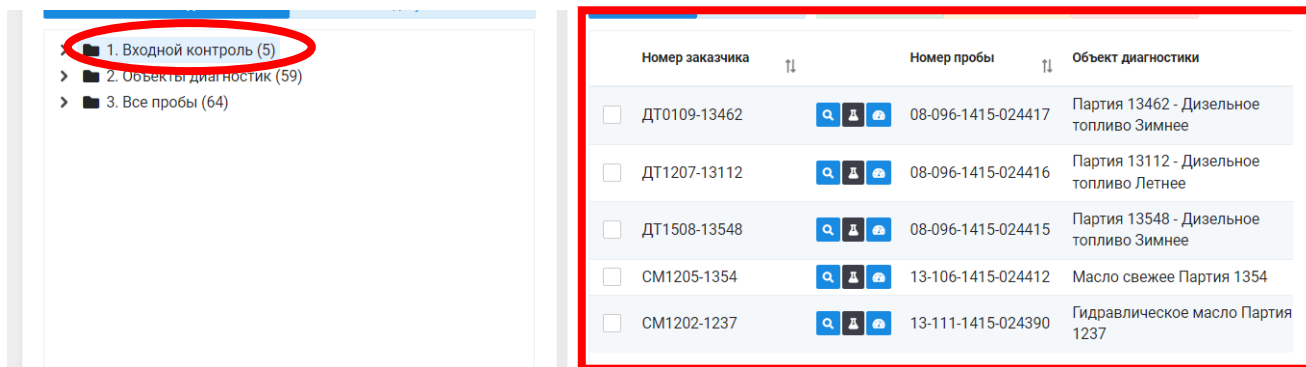 1. Входной контроль (5)
2. Объекты диагностик (59)
3. Все пробы (64)
Номер заказчика Номер пробы Объект диагностики
ДТ0109-13462 08-096-1415-024417 Партия 13462 - Дизельное
топливо Зимнее
ДТ1207-13112 08-096-1415-024416 Партия 13112 - Дизельное
топливо Летнее
ДТ1508-13548 08-096-1415-024415 Партия 13548 - Дизельное
топливо Зимнее
СМ1205-1354 13-106-1415-024412 Масло свежее Партия 1354
СМ1202-1237 13-111-1415-024390 Гидравлическое масло Партия
1237